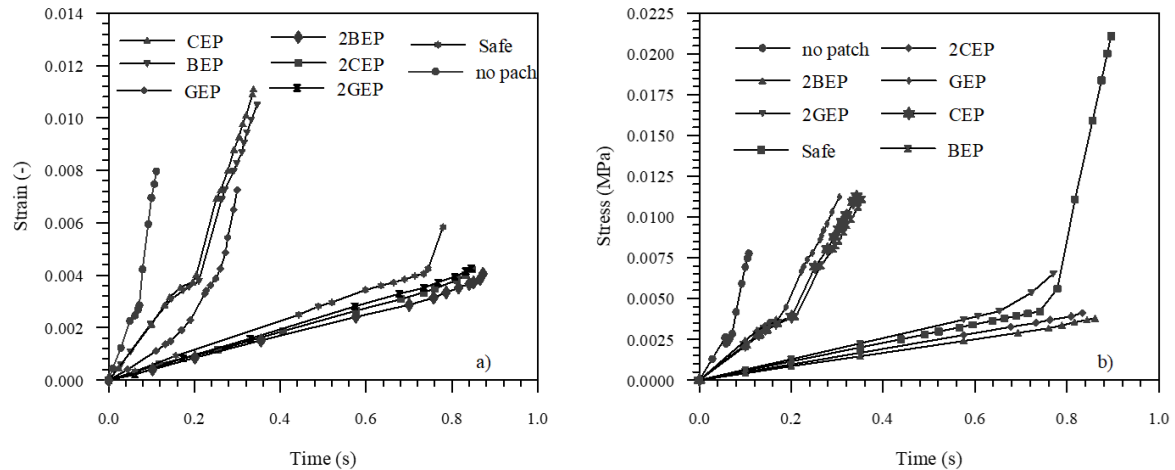 0.014
0.012
0.010
0.008
0.006
0.004
0.002
0.000
Strain (-)
CEP
BEP
GEP
2BEP
2CEP
2GEP
Safe
no pach
a)
0.0 0.2 0.4 0.6 0.8 1.0
Time (s)
0.0225
0.0200
0.0175
0.0150
0.0125
0.0100
0.0075
0.0050
0.0025
0.0000
Stress (MPa)
no patch
2BEP
2GEP
Safe
2CEP
GEP
CEP
BEP
b)
0.0 0.2 0.4 0.6 0.8 1.0
Time (s)